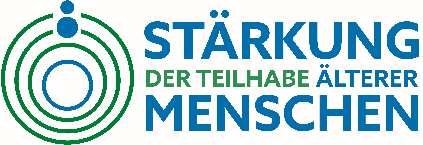 STÄRKUNG
DER TEILHABE ÄLTERER
MENSCHEN